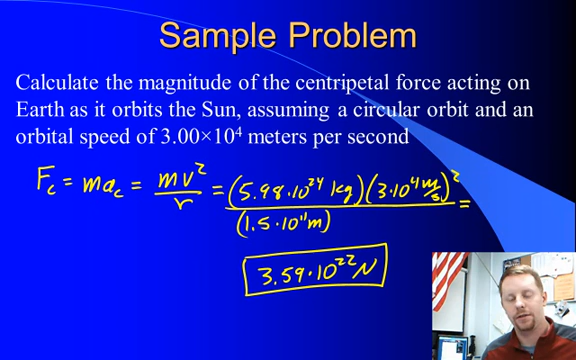 Sample Problem
Calculate the magnitude of the centripetal force acting on
Earth as it orbits the Sun, assuming a circular orbit and an
orbital speed of 3.00×10⁴ meters per second
F_c = ma_c = mv²/r = (5.98·10²⁴ kg)(3·10⁴ m/s)²/(1.5·10¹¹ m) =
3.59·10²² N